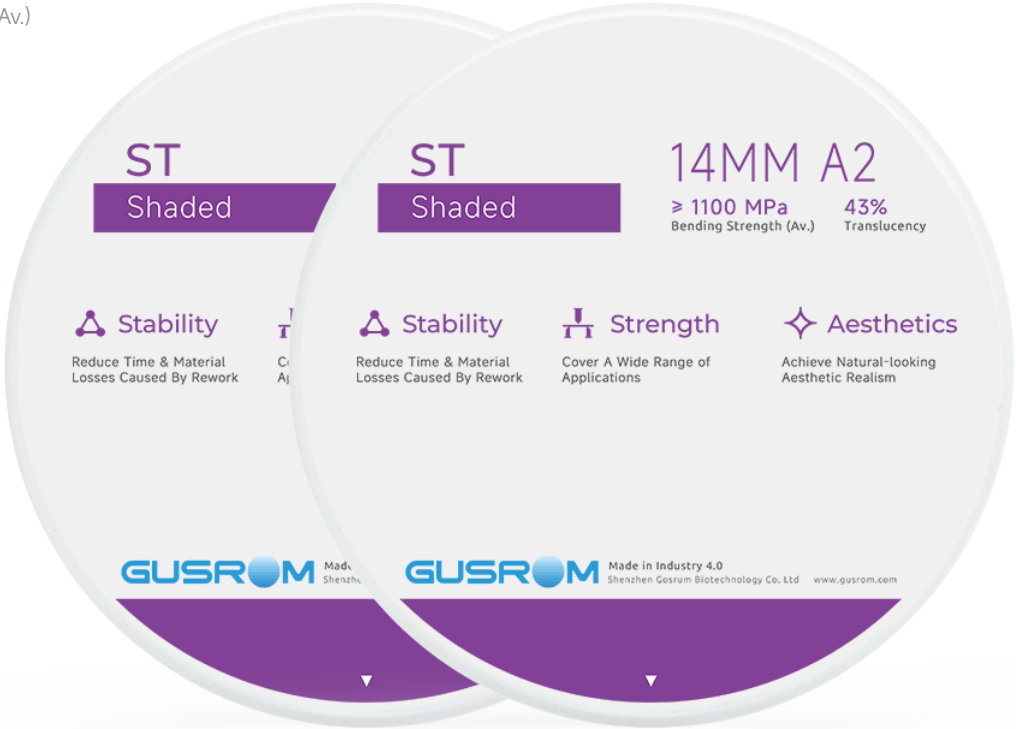 Av.)
ST
Shaded
Stability
Reduce Time & Material
Losses Caused By Rework
GUSROM
ST
Shaded
14MM A2
≥ 1100 MPa 43%
Bending Strength (Av.) Translucency
Stability
Reduce Time & Material
Losses Caused By Rework
Strength
Cover A Wide Range of
Applications
Aesthetics
Achieve Natural-looking
Aesthetic Realism
GUSROM
Made in Industry 4.0
Shenzhen Gosrum Biotechnology Co. Ltd www.gusrom.com